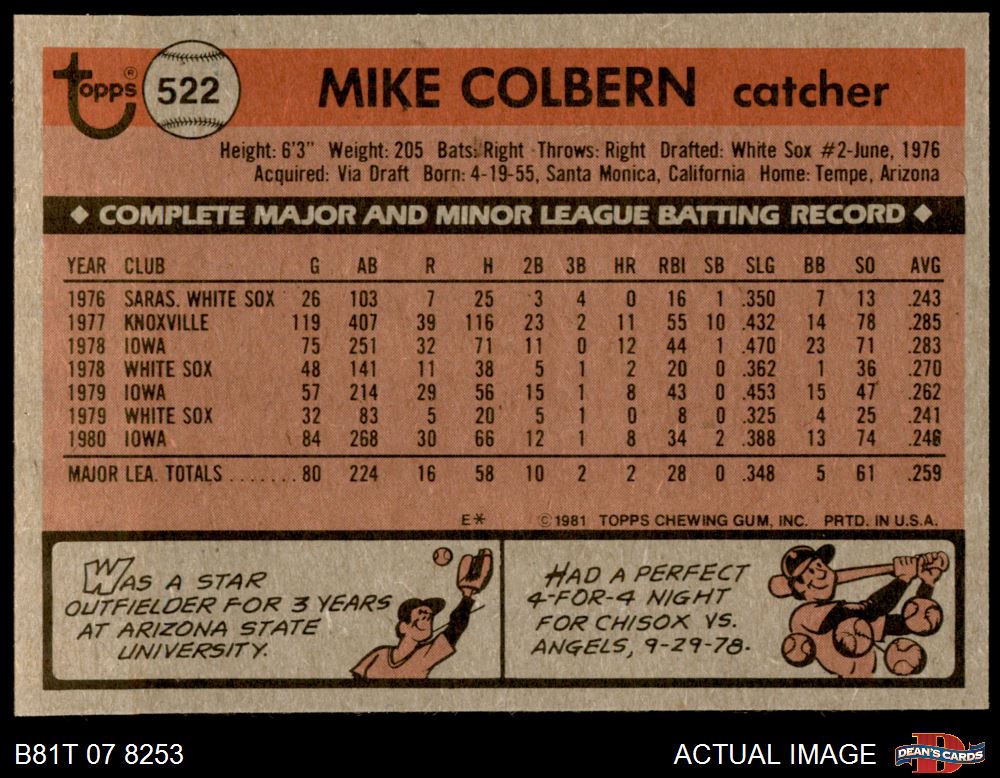 topps® 522 MIKE COLBERN catcher
Height: 6'3" Weight: 205 Bats: Right Throws: Right Drafted: White Sox #2-June, 1976
Acquired: Via Draft Born: 4-19-55, Santa Monica, California Home: Tempe, Arizona
◆ COMPLETE MAJOR AND MINOR LEAGUE BATTING RECORD ◆
YEAR CLUB G AB R H 2B 3B HR RBI SB SLG BB SO AVG
1976 SARAS. WHITE SOX 26 103 7 25 3 4 0 16 1 .350 7 13 .243
1977 KNOXVILLE 119 407 39 116 23 2 11 55 10 .432 14 78 .285
1978 IOWA 75 251 32 71 11 0 12 44 1 .470 23 71 .283
1978 WHITE SOX 48 141 11 38 5 1 2 20 0 .362 1 36 .270
1979 IOWA 57 214 29 56 15 1 8 43 0 .453 15 47 .262
1979 WHITE SOX 32 83 5 20 5 1 0 8 0 .325 4 25 .241
1980 IOWA 84 268 30 66 12 1 8 34 2 .388 13 74 .246
MAJOR LEA. TOTALS ....... 80 224 16 58 10 2 2 28 0 .348 5 61 .259
E* ©1981 TOPPS CHEWING GUM, INC. PRTD. IN U.S.A.
WAS A STAR
OUTFIELDER FOR 3 YEARS
AT ARIZONA STATE
UNIVERSITY.
HAD A PERFECT
4-FOR-4 NIGHT
FOR CHISOX VS.
ANGELS, 9-29-78.
B81T 07 8253 ACTUAL IMAGE DEAN'S CARDS